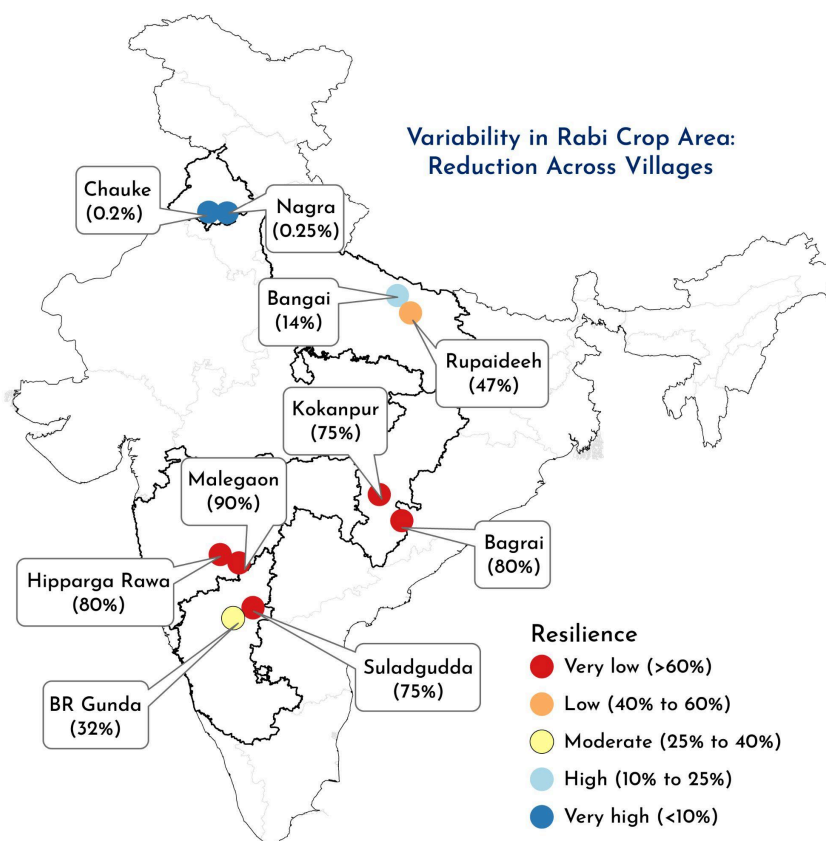 Variability in Rabi Crop Area:
Reduction Across Villages
Chauke
(0.2%)
Nagra
(0.25%)
Bangai
(14%)
Rupaideeh
(47%)
Kokanpur
(75%)
Malegaon
(90%)
Bagrai
(80%)
Hipparga Rawa
(80%)
Suladgudda
(75%)
BR Gunda
(32%)
Resilience
Very low (>60%)
Low (40% to 60%)
Moderate (25% to 40%)
High (10% to 25%)
Very high (<10%)